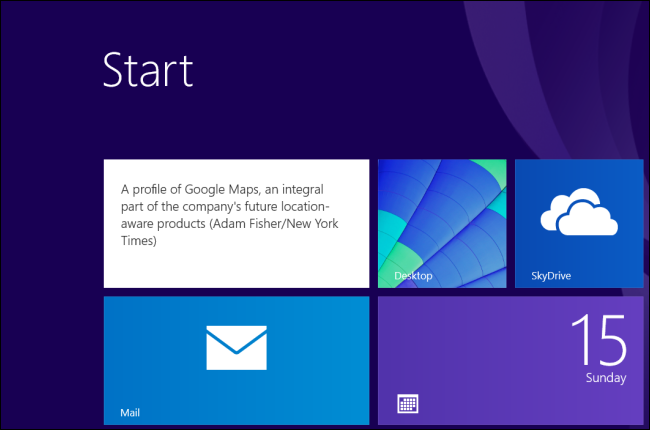 Start
A profile of Google Maps, an integral
part of the company's future location-
aware products (Adam Fisher/New York
Times)
Desktop
SkyDrive
Mail
15
Sunday